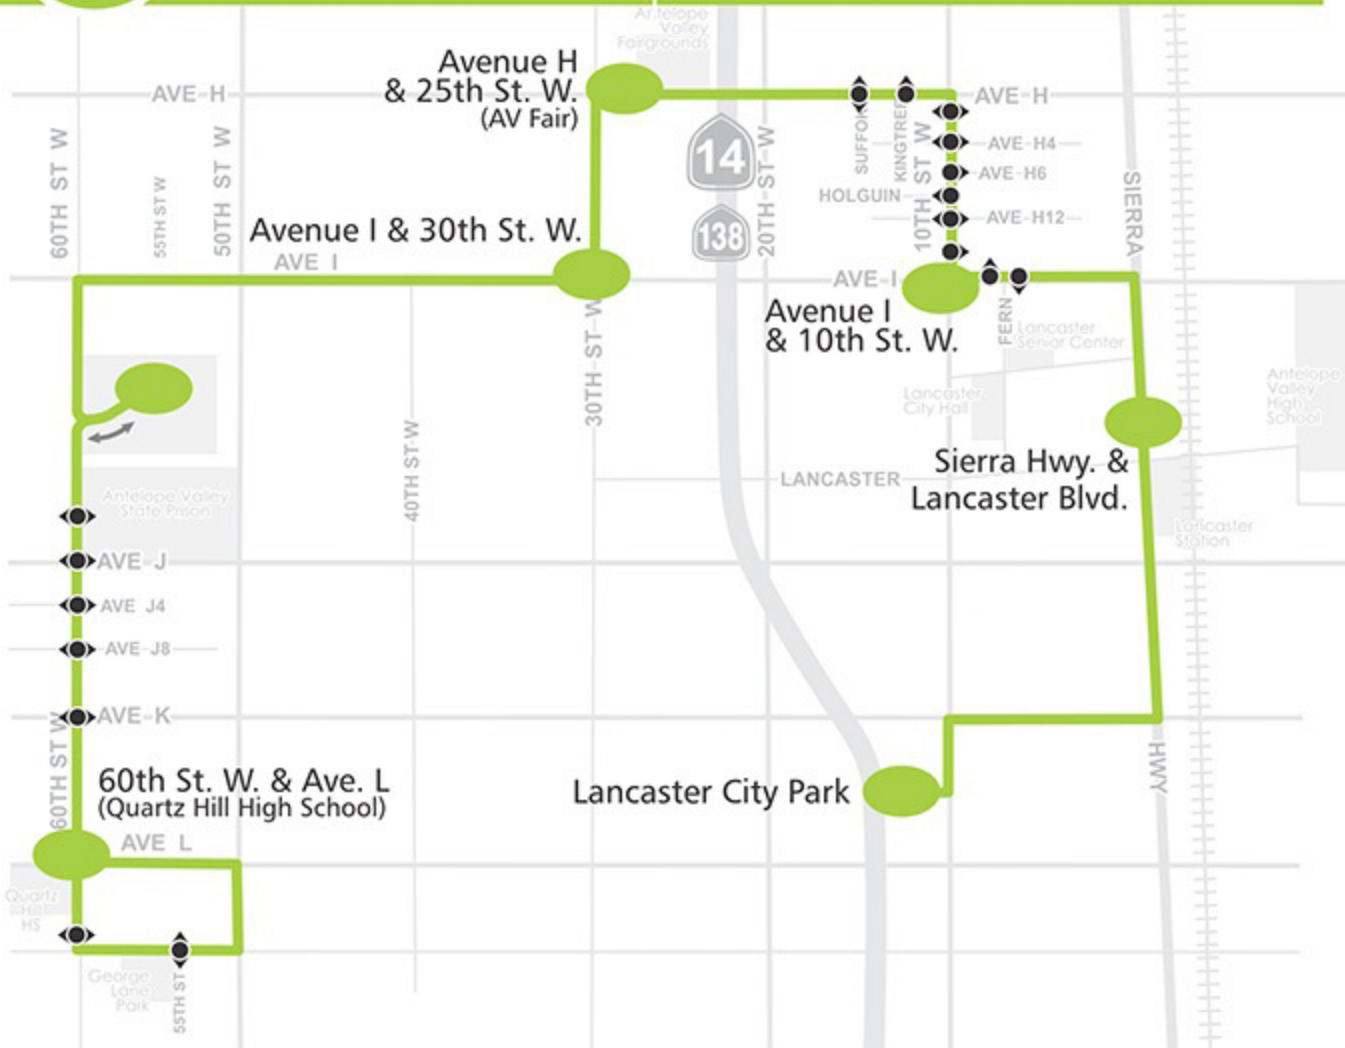 Antelope
Valley
Fairgrounds
Avenue H
& 25th St. W.
(AV Fair)
AVE H
AVE H
60TH ST W
55TH ST W
50TH ST W
14
138
20TH ST W
KINGTREE
10TH ST W
AVE H4
AVE H6
HOLGUIN
AVE H12
SIERRA
Avenue I & 30th St. W.
AVE I
AVE I
Avenue I
& 10th St. W.
FERN
Lancaster
Senior Center
30TH ST W
40TH ST W
Lancaster
City Hall
Antelope
Valley
High
School
Sierra Hwy. &
Lancaster Blvd.
LANCASTER
Lancaster
Station
Antelope Valley
State Prison
AVE J
AVE J4
AVE J8
AVE K
60TH ST W
HWY
60th St. W. & Ave. L
(Quartz Hill High School)
Lancaster City Park
AVE L
Quartz
Hill
HS
George
Lane
Park
55TH ST